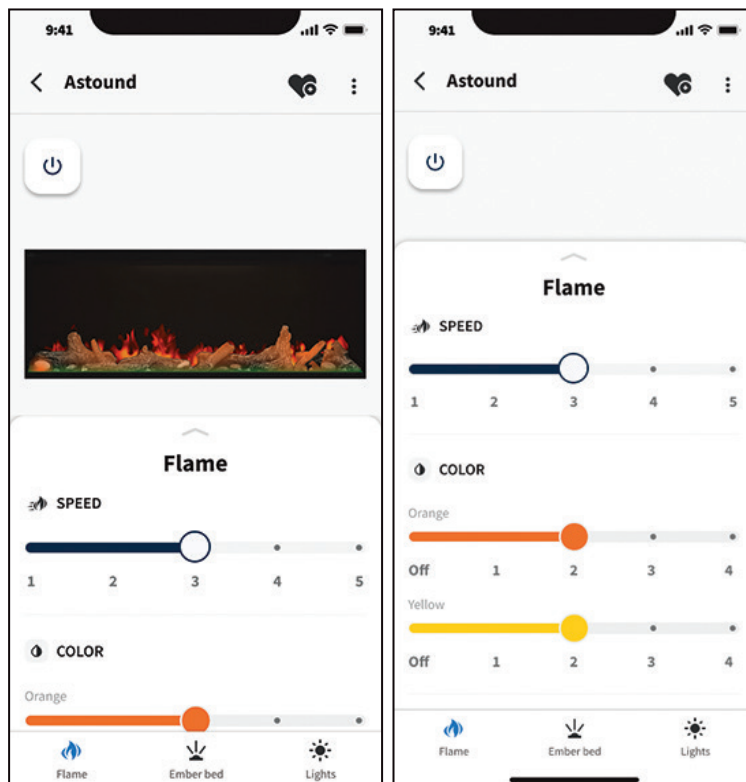 9:41
Astound
Flame
SPEED
1 2 3 4 5
COLOR
Orange
Flame Ember bed Lights
9:41
Astound
Flame
SPEED
1 2 3 4 5
COLOR
Orange
Off 1 2 3 4
Yellow
Off 1 2 3 4
Flame Ember bed Lights